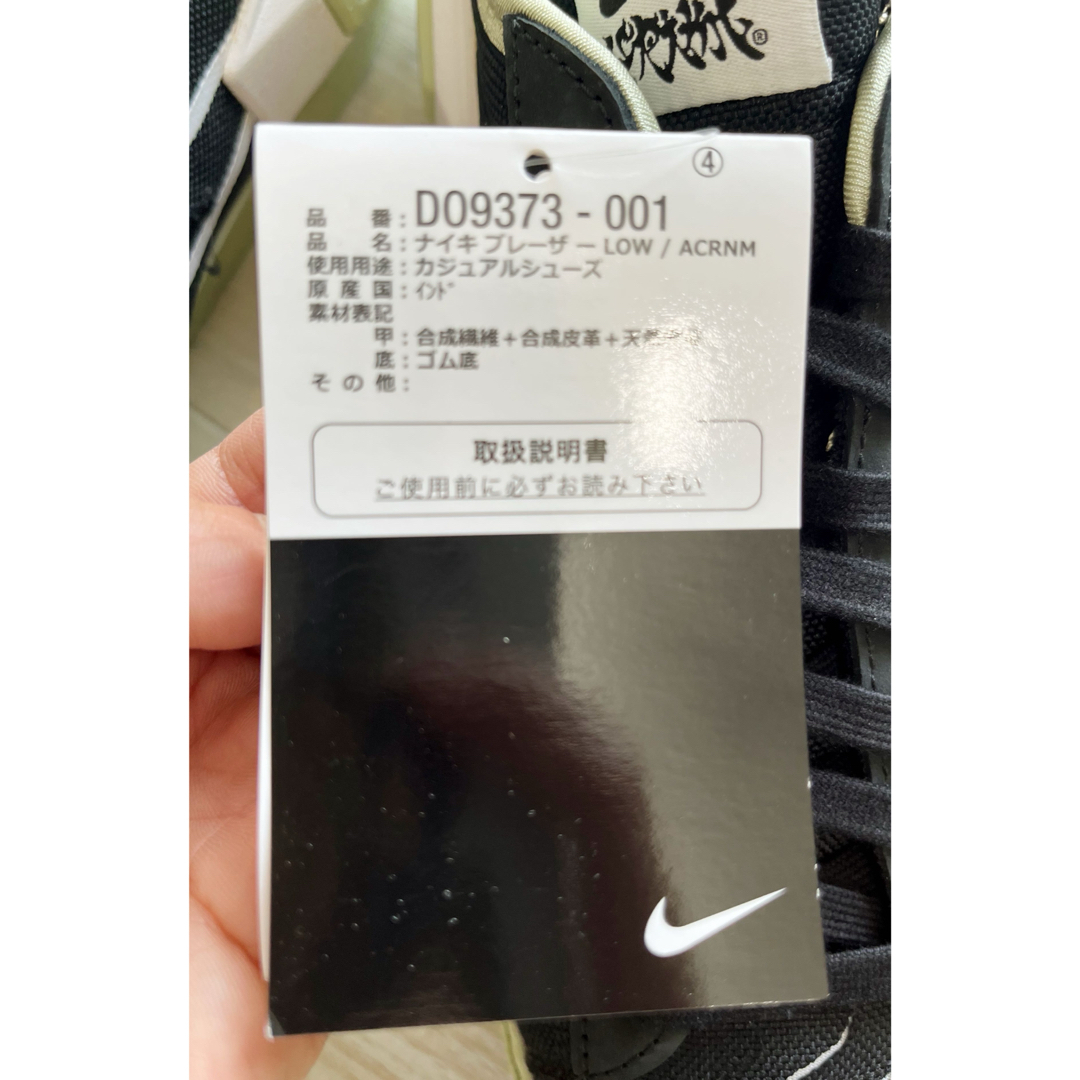 ④
品番：DO9373 - 001
品名：ナイキ ブレーザー LOW / ACRNM
使用用途：カジュアルシューズ
原産国：ｲﾝﾄﾞ
素材表記
甲：合成繊維＋合成皮革＋天然
底：ゴム底
その他：
取扱説明書
ご使用前に必ずお読み下さい
®